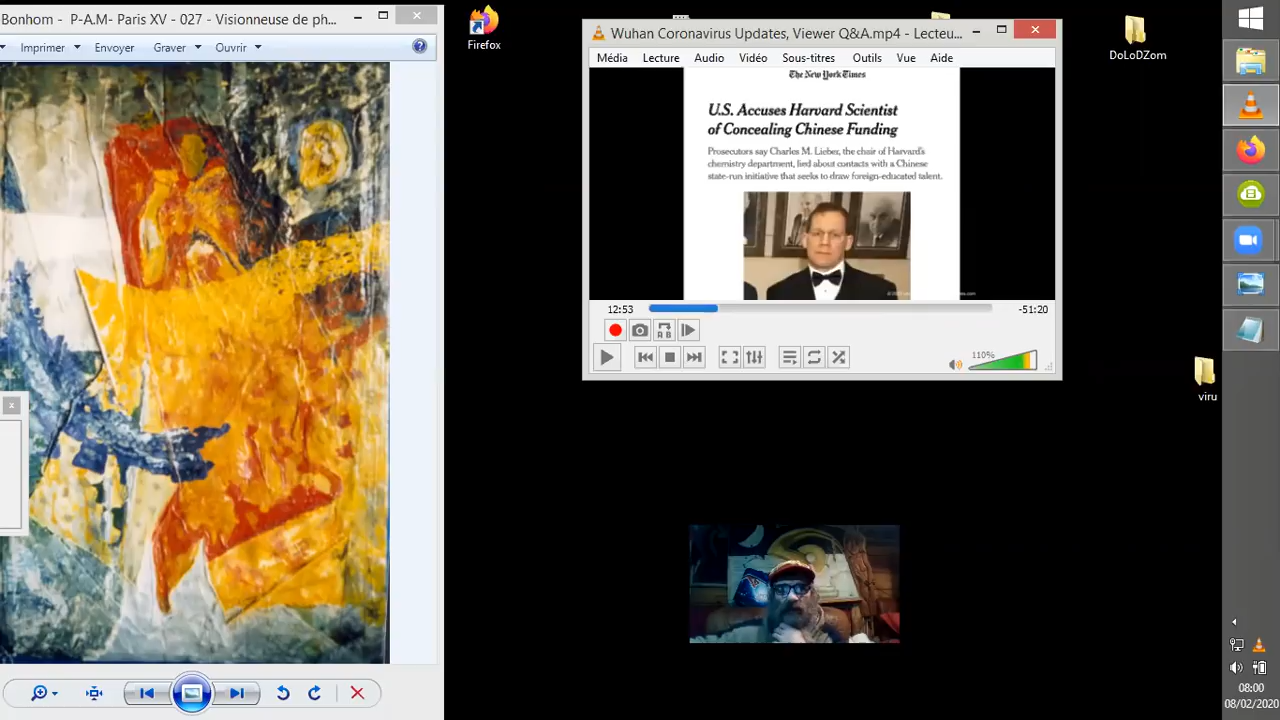 Bonhom - P-A.M- Paris XV - 027 - Visionneuse de ph...
Imprimer Envoyer Graver Ouvrir
Firefox
Wuhan Coronavirus Updates, Viewer Q&A.mp4 - Lecteu...
Média Lecture Audio Vidéo Sous-titres Outils Vue Aide
The New York Times
U.S. Accuses Harvard Scientist
of Concealing Chinese Funding
Prosecutors say Charles M. Lieber, the chair of Harvard's
chemistry department, lied about contacts with a Chinese
state-run initiative that seeks to draw foreign-educated talent.
12:53
-51:20
A B
110%
DoLoDZom
viru
08:00
08/02/2020